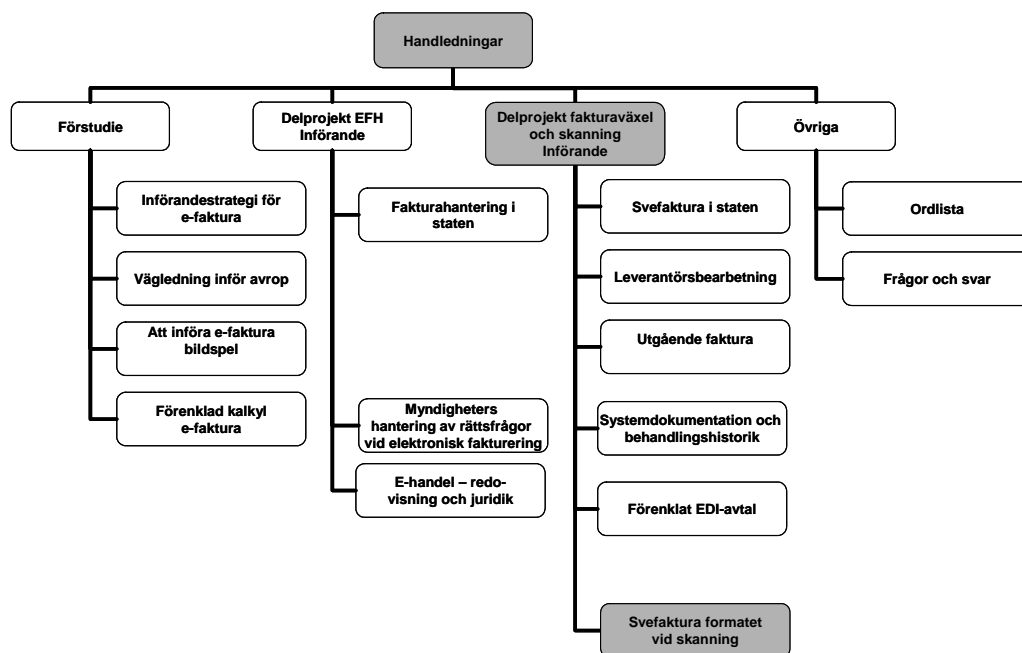 Handledningar
Förstudie
Delprojekt EFH
Införande
Delprojekt fakturaväxel
och skanning
Införande
Övriga
Införandestrategi för
e-faktura
Vägledning inför avrop
Att införa e-faktura
bildspel
Förenklad kalkyl
e-faktura
Fakturahantering i
staten
Myndigheters
hantering av rättsfrågor
vid elektronisk fakturering
E-handel – redo-
visning och juridik
Svefaktura i staten
Leverantörsbearbetning
Utgående faktura
Systemdokumentation och
behandlingshistorik
Förenklat EDI-avtal
Svefaktura formatet
vid skanning
Ordlista
Frågor och svar